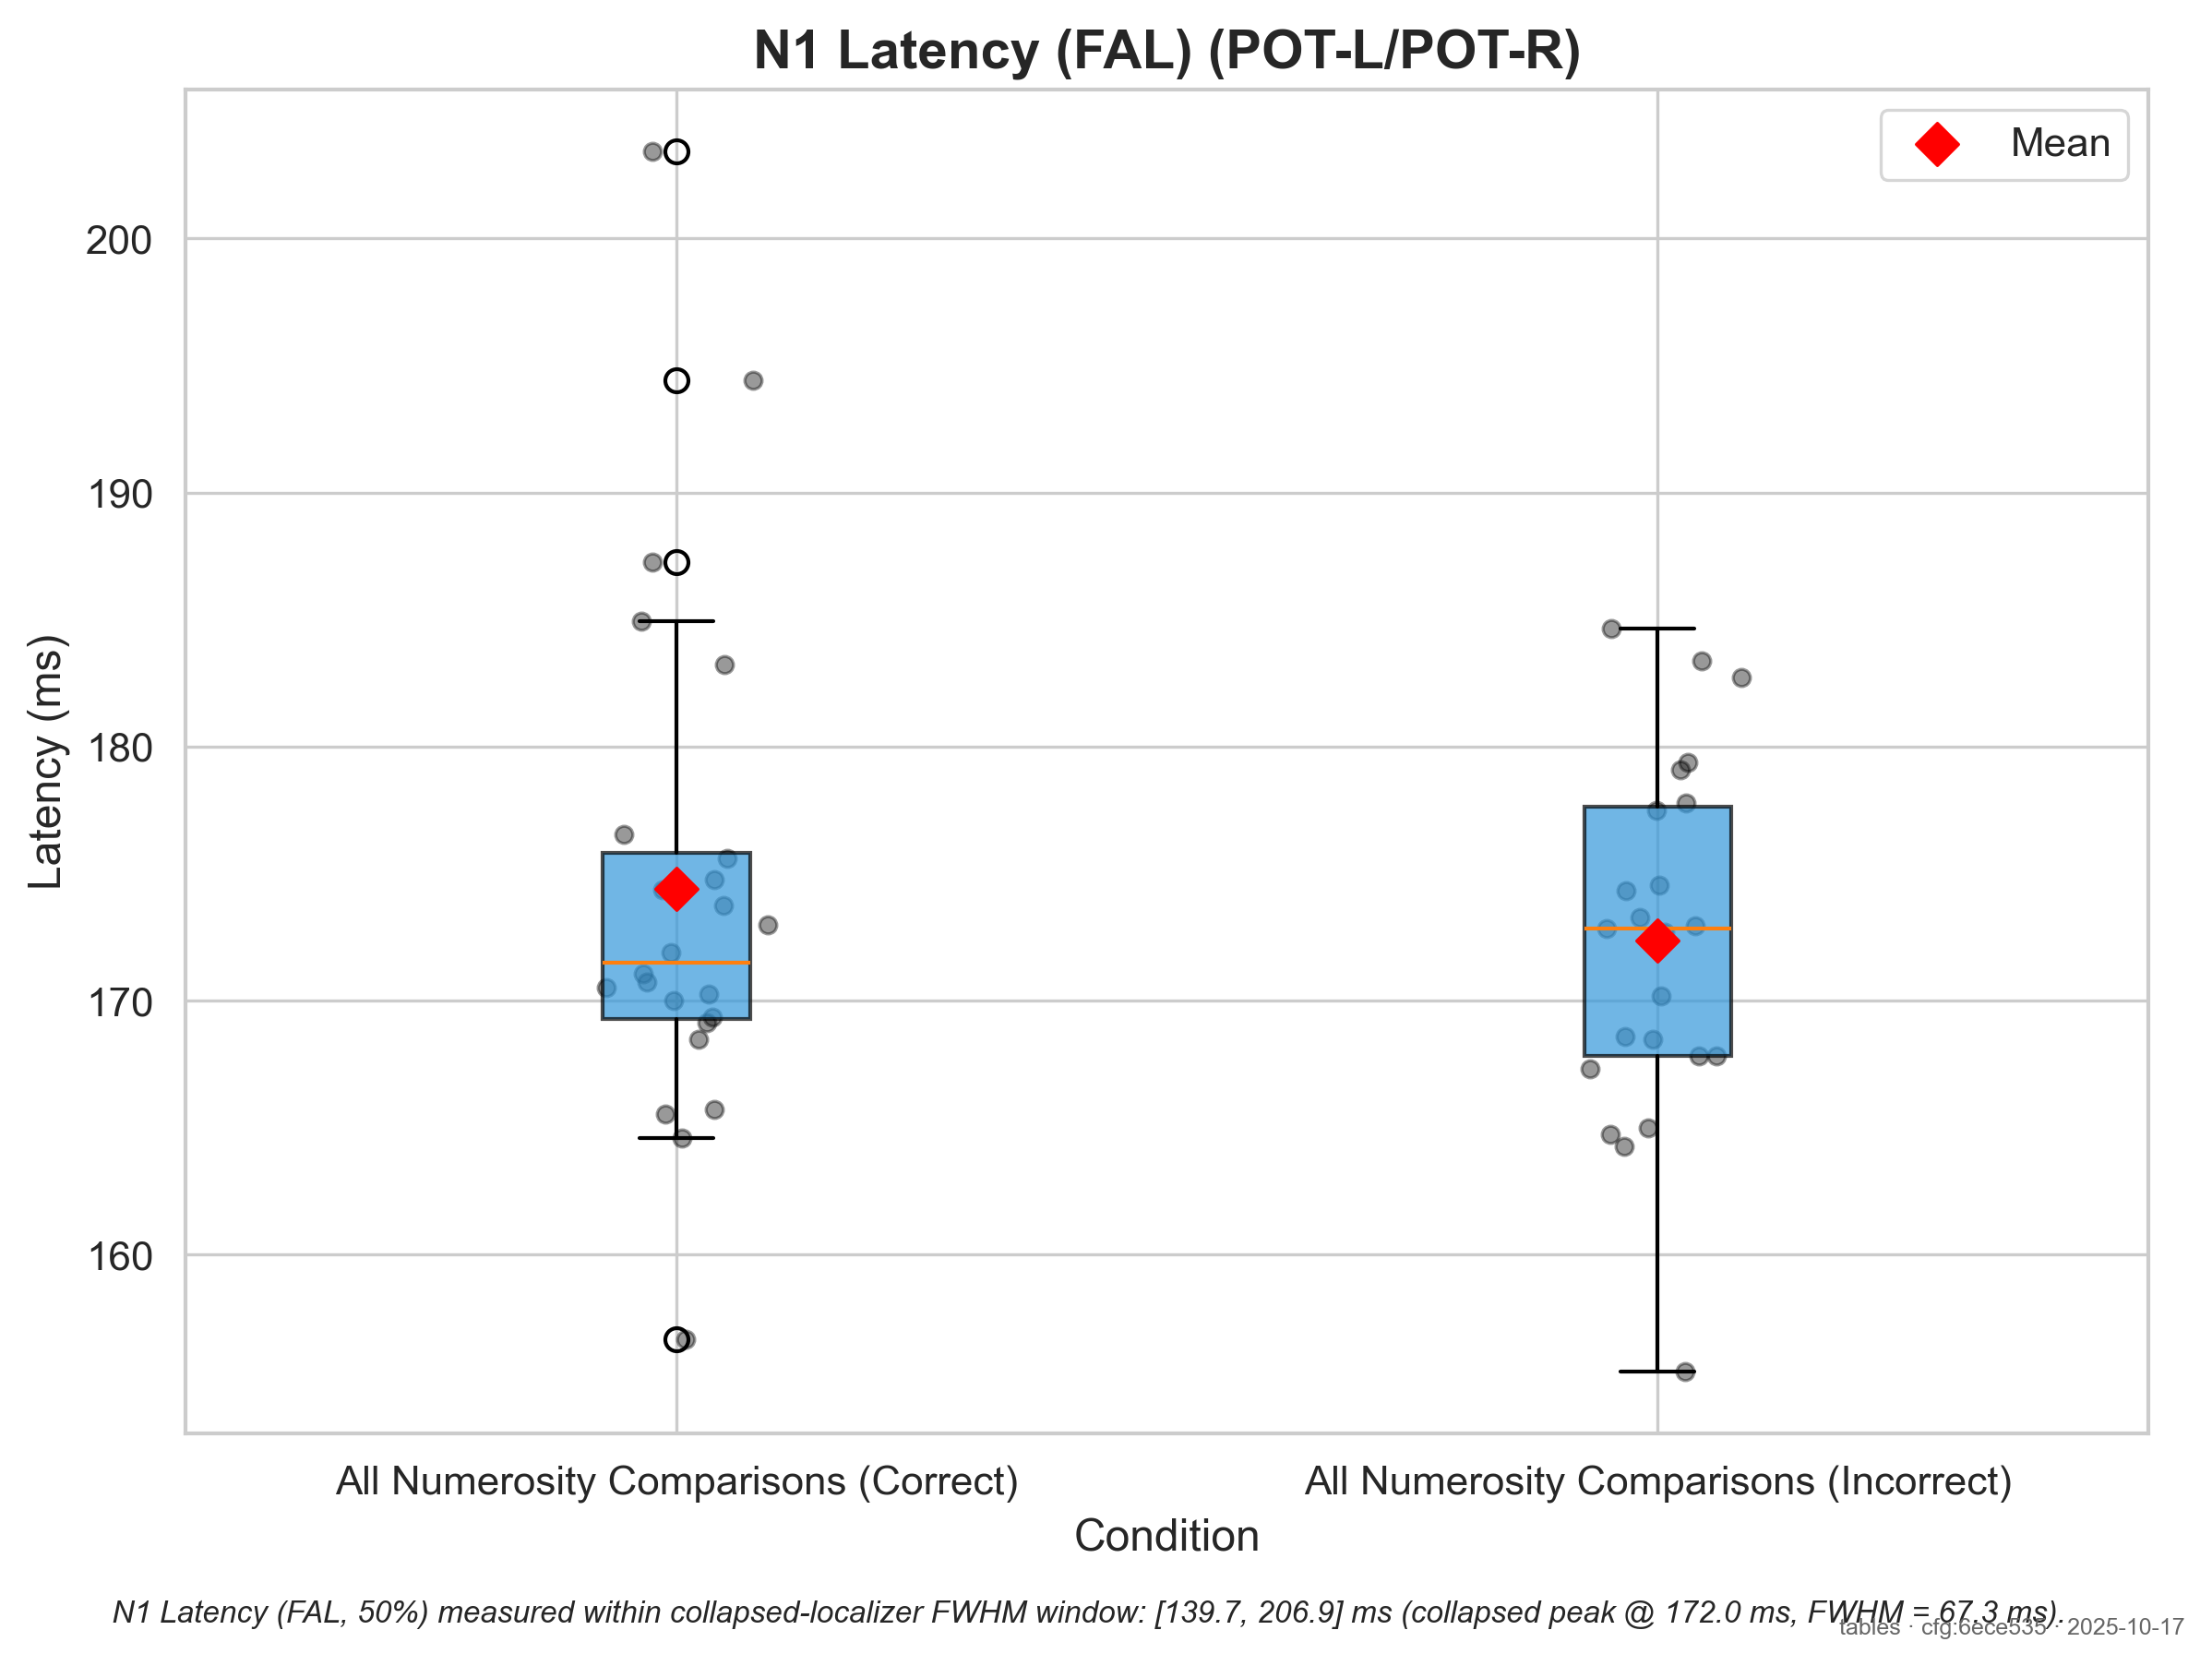 N1 Latency (FAL) (POT-L/POT-R)
Mean
200
190
180
170
160
Latency (ms)
All Numerosity Comparisons (Correct)
All Numerosity Comparisons (Incorrect)
Condition
N1 Latency (FAL, 50%) measured within collapsed-localizer FWHM window: [139.7, 206.9] ms (collapsed peak @ 172.0 ms, FWHM = 67.3 ms).
tables · cfg:6ece535 · 2025-10-17